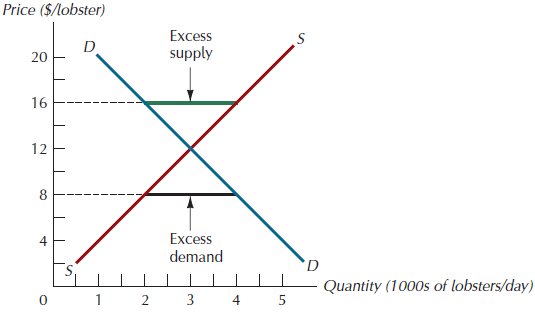 Price ($/lobster)
D
Excess
supply
S
20
16
12
8
4
Excess
demand
S
D
Quantity (1000s of lobsters/day)
0 1 2 3 4 5